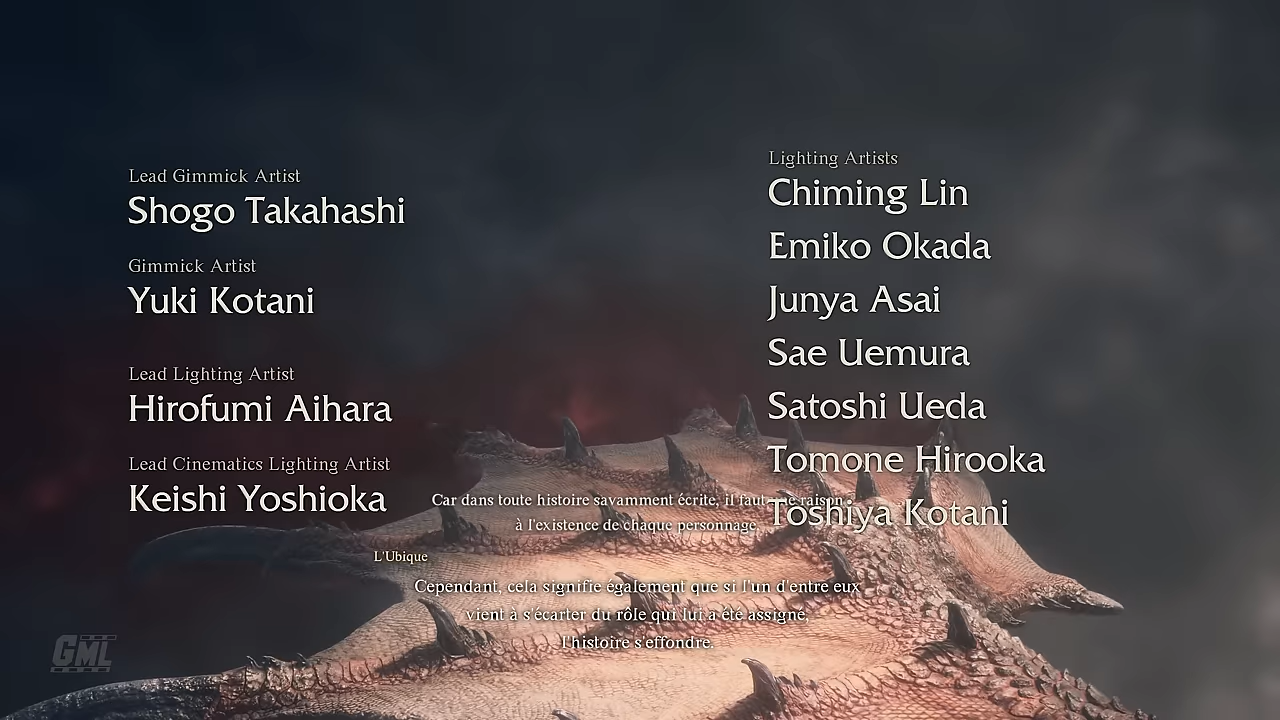 Lead Gimmick Artist
Shogo Takahashi
Gimmick Artist
Yuki Kotani
Lead Lighting Artist
Hirofumi Aihara
Lead Cinematics Lighting Artist
Keishi Yoshioka
Lighting Artists
Chiming Lin
Emiko Okada
Junya Asai
Sae Uemura
Satoshi Ueda
Tomone Hirooka
Toshiya Kotani
Car dans toute histoire savamment écrite, il faut une raison
à l'existence de chaque personnage.
L'Ubique
Cependant, cela signifie également que si l'un d'entre eux
vient à s'écarter du rôle qui lui a été assigné,
l'histoire s'effondre.
GML